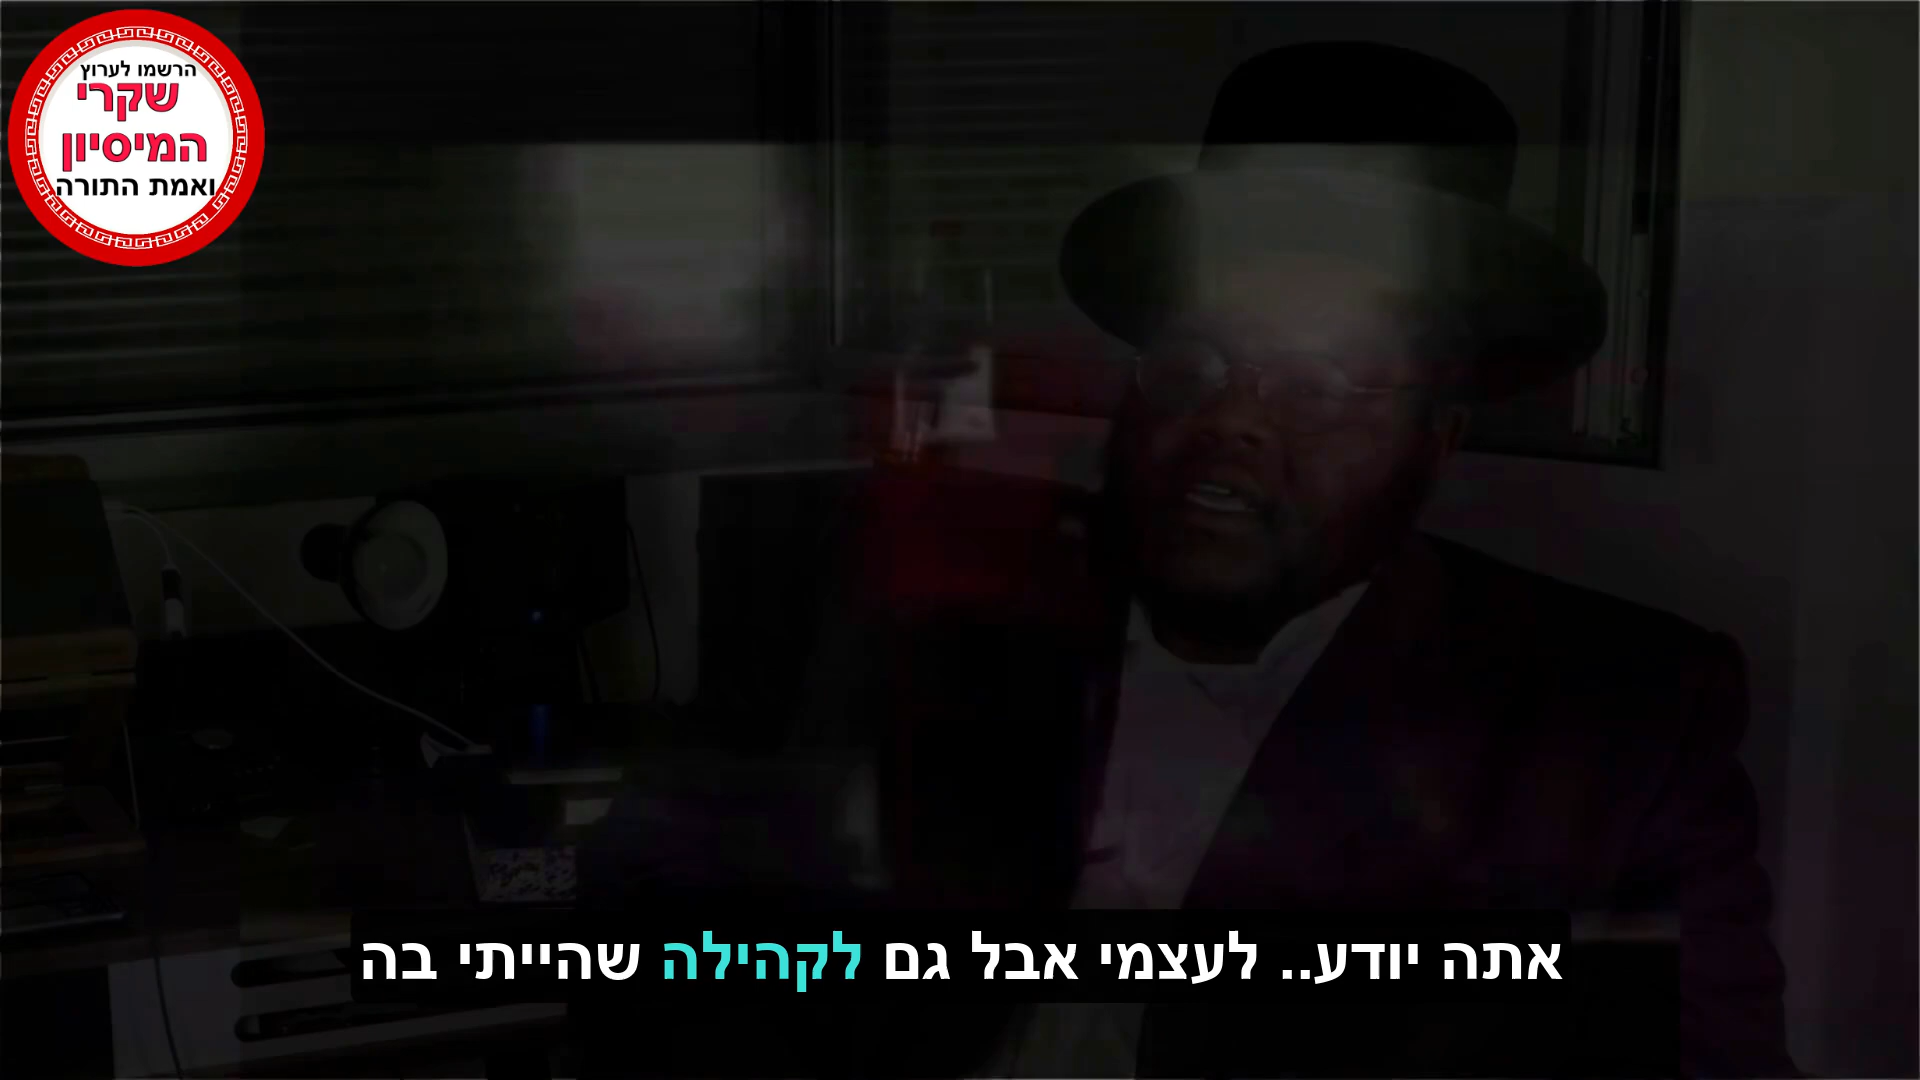 הרשמו לערוץ
שקרי
המיסיון
ואמת התורה
אתה יודע.. לעצמי אבל גם לקהילה שהייתי בה